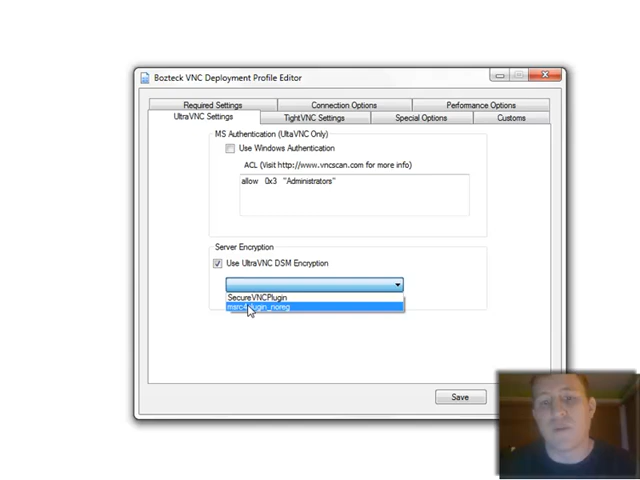 Bozteck VNC Deployment Profile Editor
Required Settings
Connection Options
Performance Options
UltraVNC Settings
TightVNC Settings
Special Options
Customs
MS Authentication (UltaVNC Only)
Use Windows Authentication
ACL (Visit http://www.vncscan.com for more info)
allow 0x3 "Administrators"
Server Encryption
Use UltraVNC DSM Encryption
SecureVNCPlugin
msrc4plugin_noreg
Save